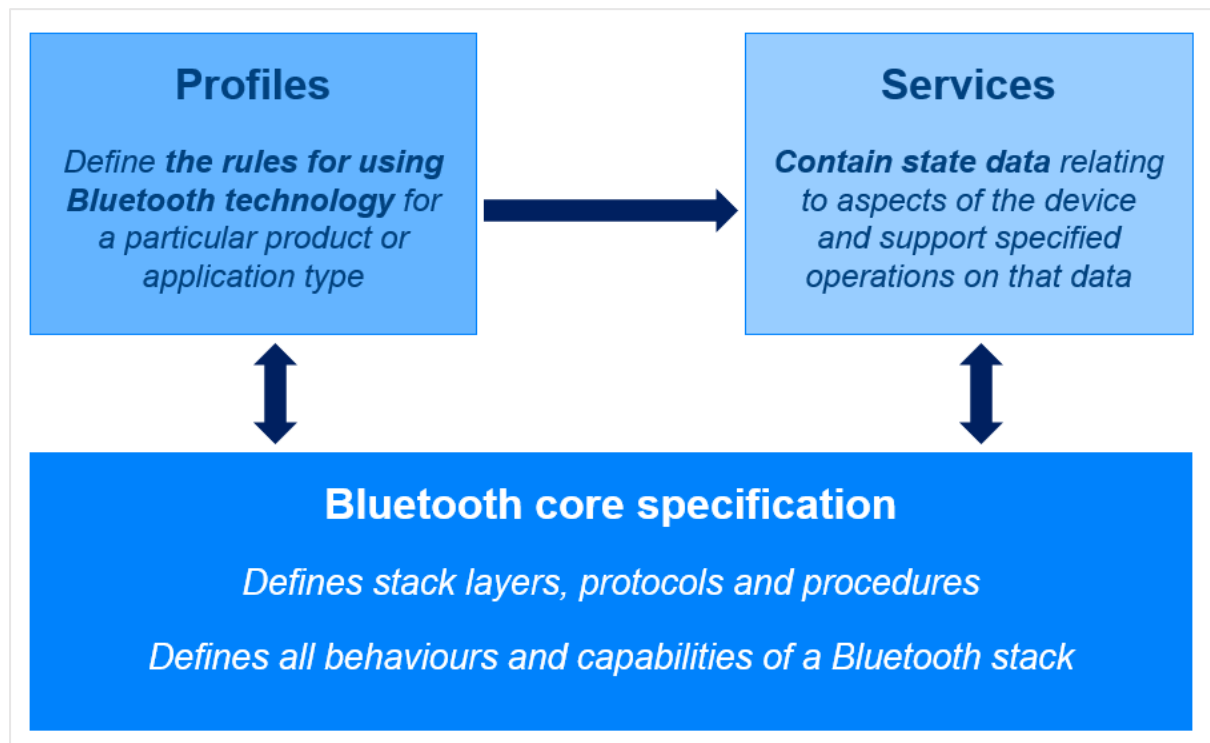 Profiles
Define the rules for using
Bluetooth technology for
a particular product or
application type
Services
Contain state data relating
to aspects of the device
and support specified
operations on that data
Bluetooth core specification
Defines stack layers, protocols and procedures
Defines all behaviours and capabilities of a Bluetooth stack